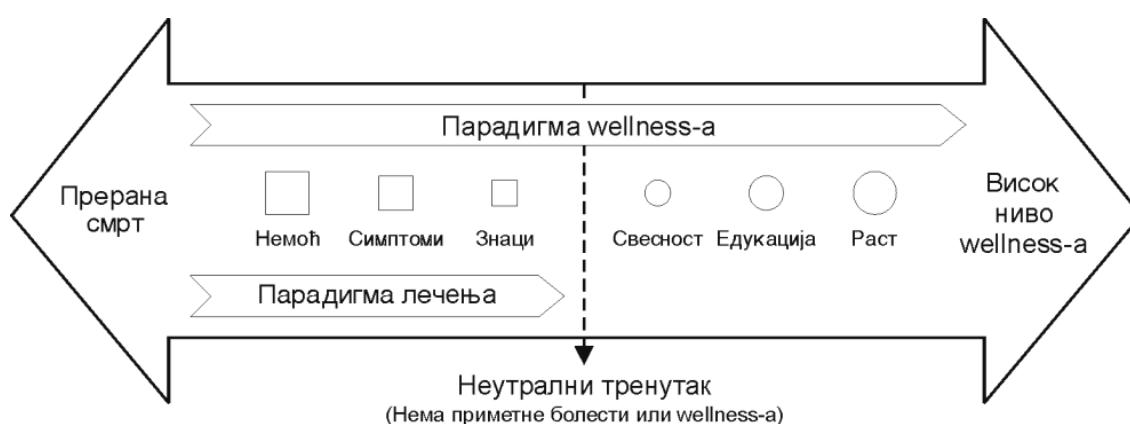 Парадигма wellness-а
Прерана
смрт
Немоћ
Симптоми
Знаци
Свесност
Едукација
Раст
Висок
ниво
wellness-а
Парадигма лечења
Неутрални тренутак
(Нема приметне болести или wellness-а)